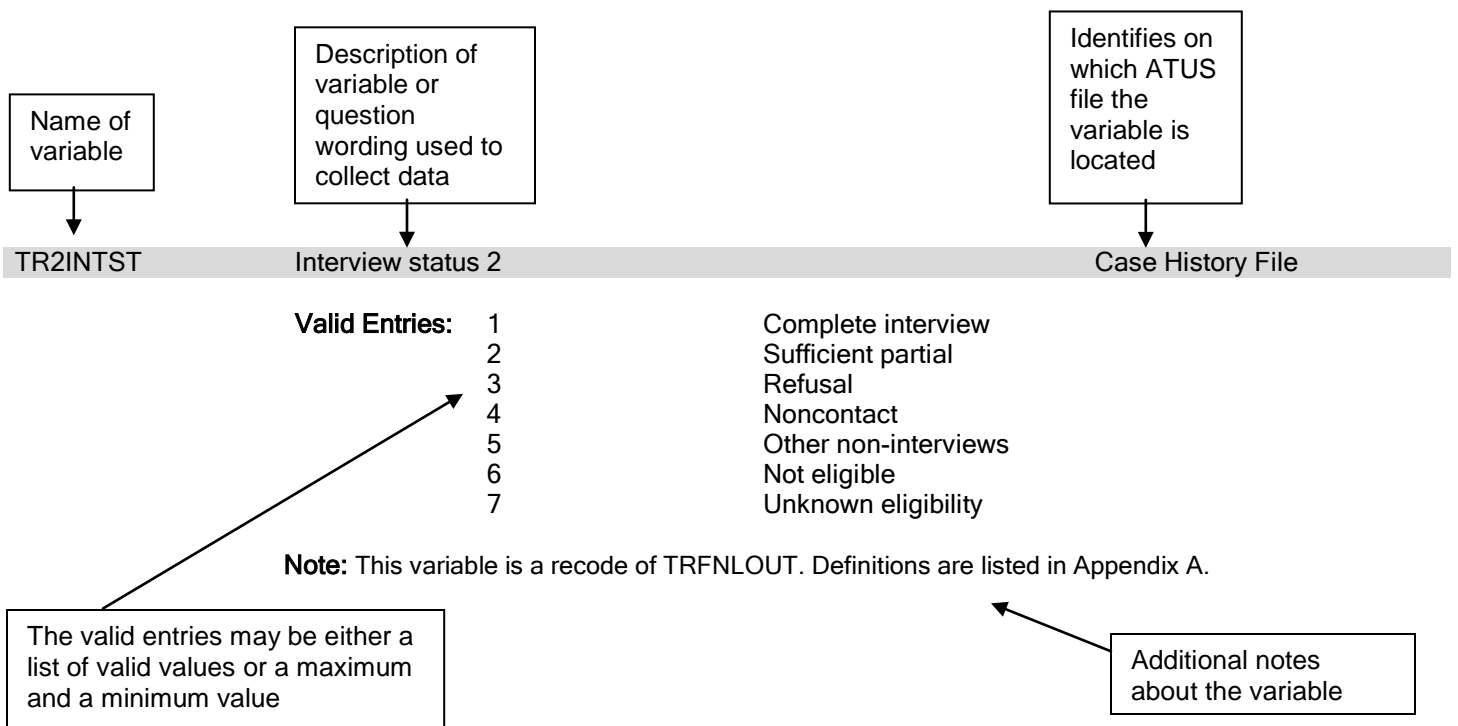 Name of
variable
Description of
variable or
question
wording used to
collect data
Identifies on
which ATUS
file the
variable is
located
TR2INTST Interview status 2 Case History File
Valid Entries: 1 Complete interview
2 Sufficient partial
3 Refusal
4 Noncontact
5 Other non-interviews
6 Not eligible
7 Unknown eligibility
Note: This variable is a recode of TRFNLOUT. Definitions are listed in Appendix A.
The valid entries may be either a
list of valid values or a maximum
and a minimum value
Additional notes
about the variable